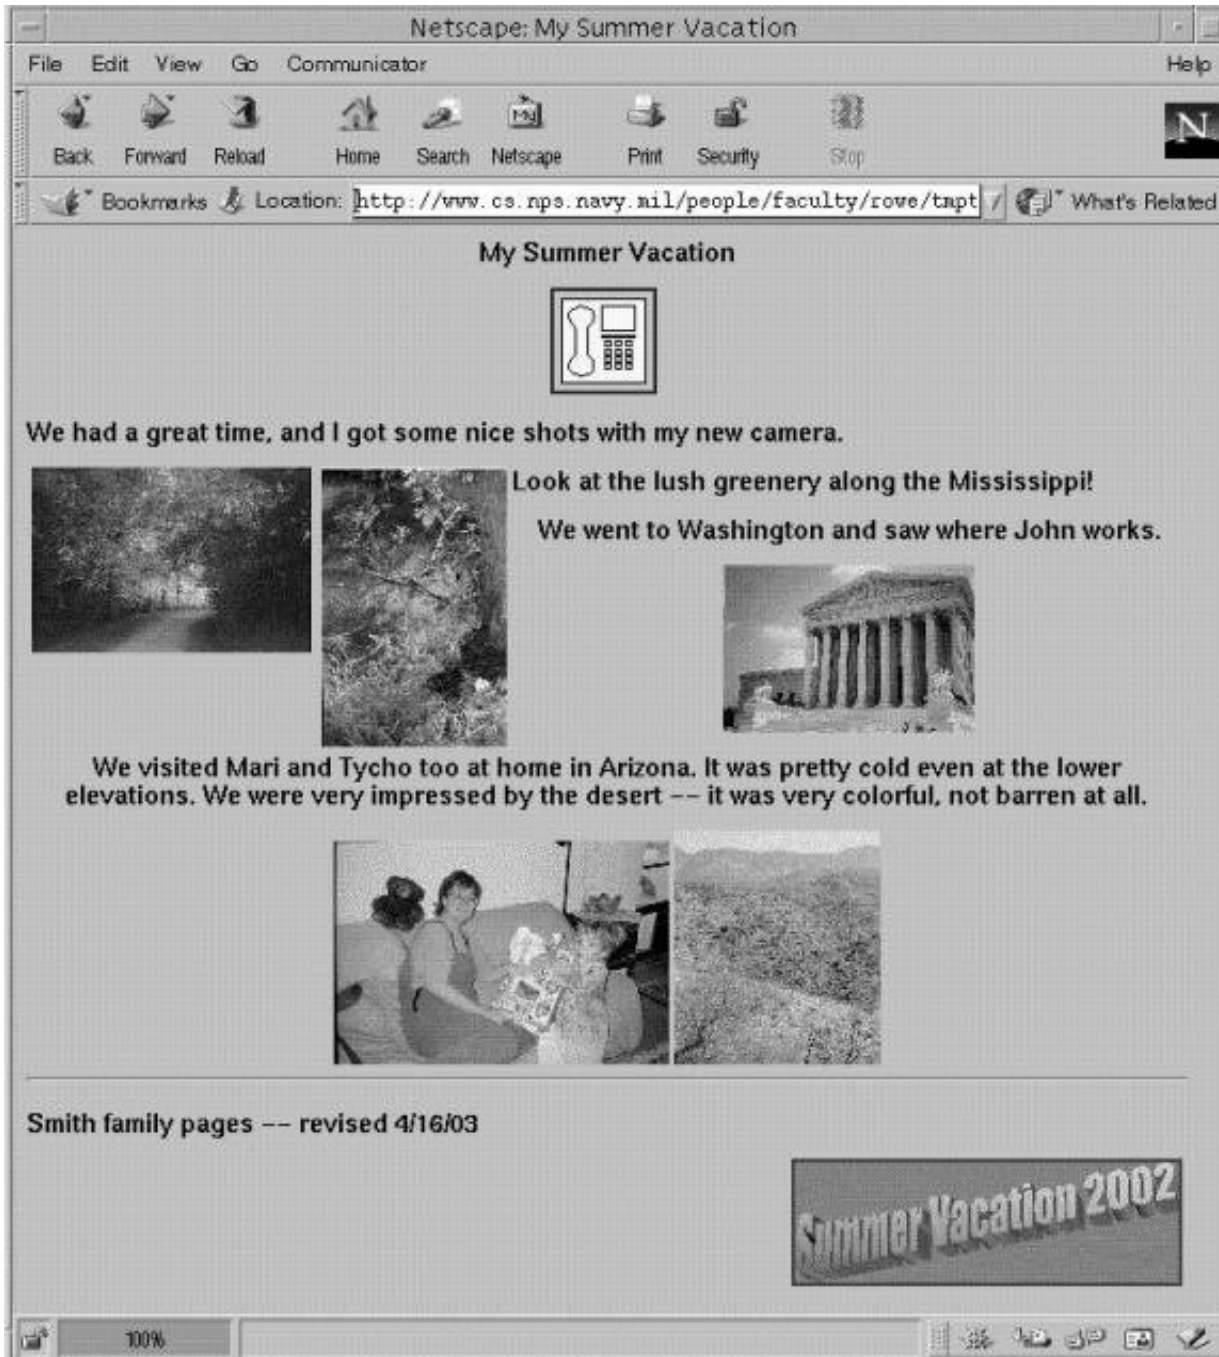 Netscape: My Summer Vacation
File Edit View Go Communicator Help
Back Forward Reload Home Search Netscape Print Security Stop
My
N
Bookmarks Location: http://www.cs.nps.navy.mil/people/faculty/rowe/tmpt What's Related
My Summer Vacation
We had a great time, and I got some nice shots with my new camera.
Look at the lush greenery along the Mississippi!
We went to Washington and saw where John works.
We visited Mari and Tycho too at home in Arizona. It was pretty cold even at the lower
elevations. We were very impressed by the desert -- it was very colorful, not barren at all.
Smith family pages -- revised 4/16/03
Summer Vacation 2002
100%